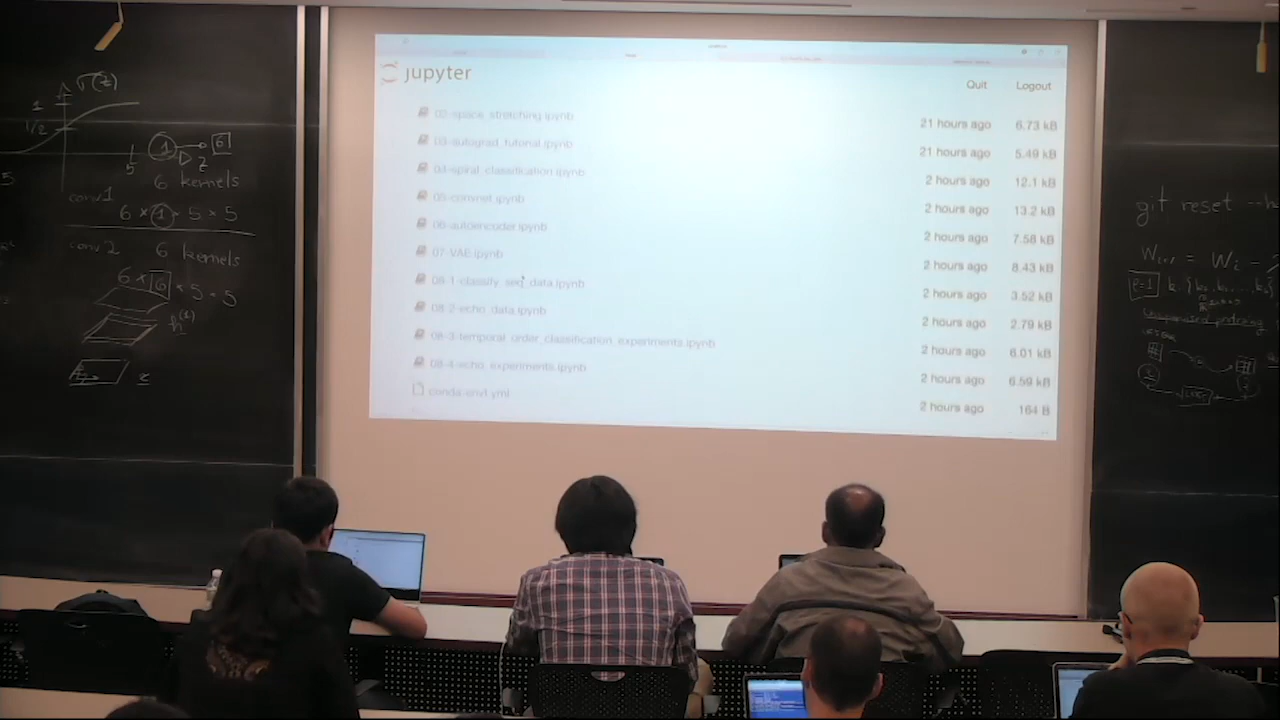 σ(z)
1
1/2
5
1
6
z
6 kernels
conv1
6 × 1 × 5 × 5
conv2 6 kernels
6 × 6 × 5 × 5
jupyter
Quit Logout
02-space_stretching.ipynb 21 hours ago 6.73 kB
03-autograd_tutorial.ipynb 21 hours ago 5.49 kB
04-spiral_classification.ipynb 2 hours ago 12.1 kB
05-convnet.ipynb 2 hours ago 13.2 kB
06-autoencoder.ipynb 2 hours ago 7.58 kB
07-VAE.ipynb 2 hours ago 8.43 kB
08-1-classify_seq_data.ipynb 2 hours ago 3.52 kB
08-2-echo_data.ipynb 2 hours ago 2.79 kB
08-3-temporal_order_classification_experiments.ipynb 2 hours ago 6.01 kB
08-4-echo_experiments.ipynb 2 hours ago 6.59 kB
conda-envt.yml 2 hours ago 164 B
git reset